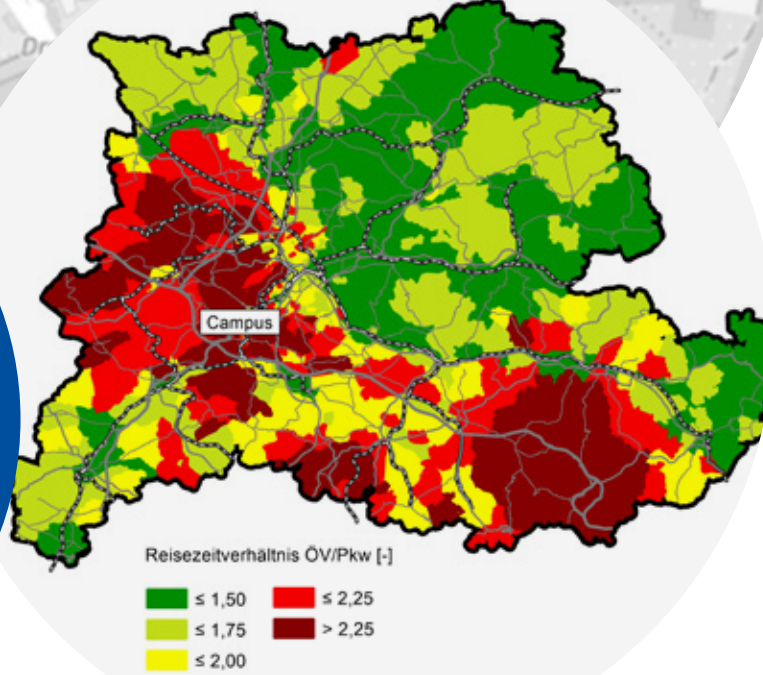 Campus
Reisezeitverhältnis ÖV/Pkw [-]
≤ 1,50
≤ 2,25
≤ 1,75
> 2,25
≤ 2,00